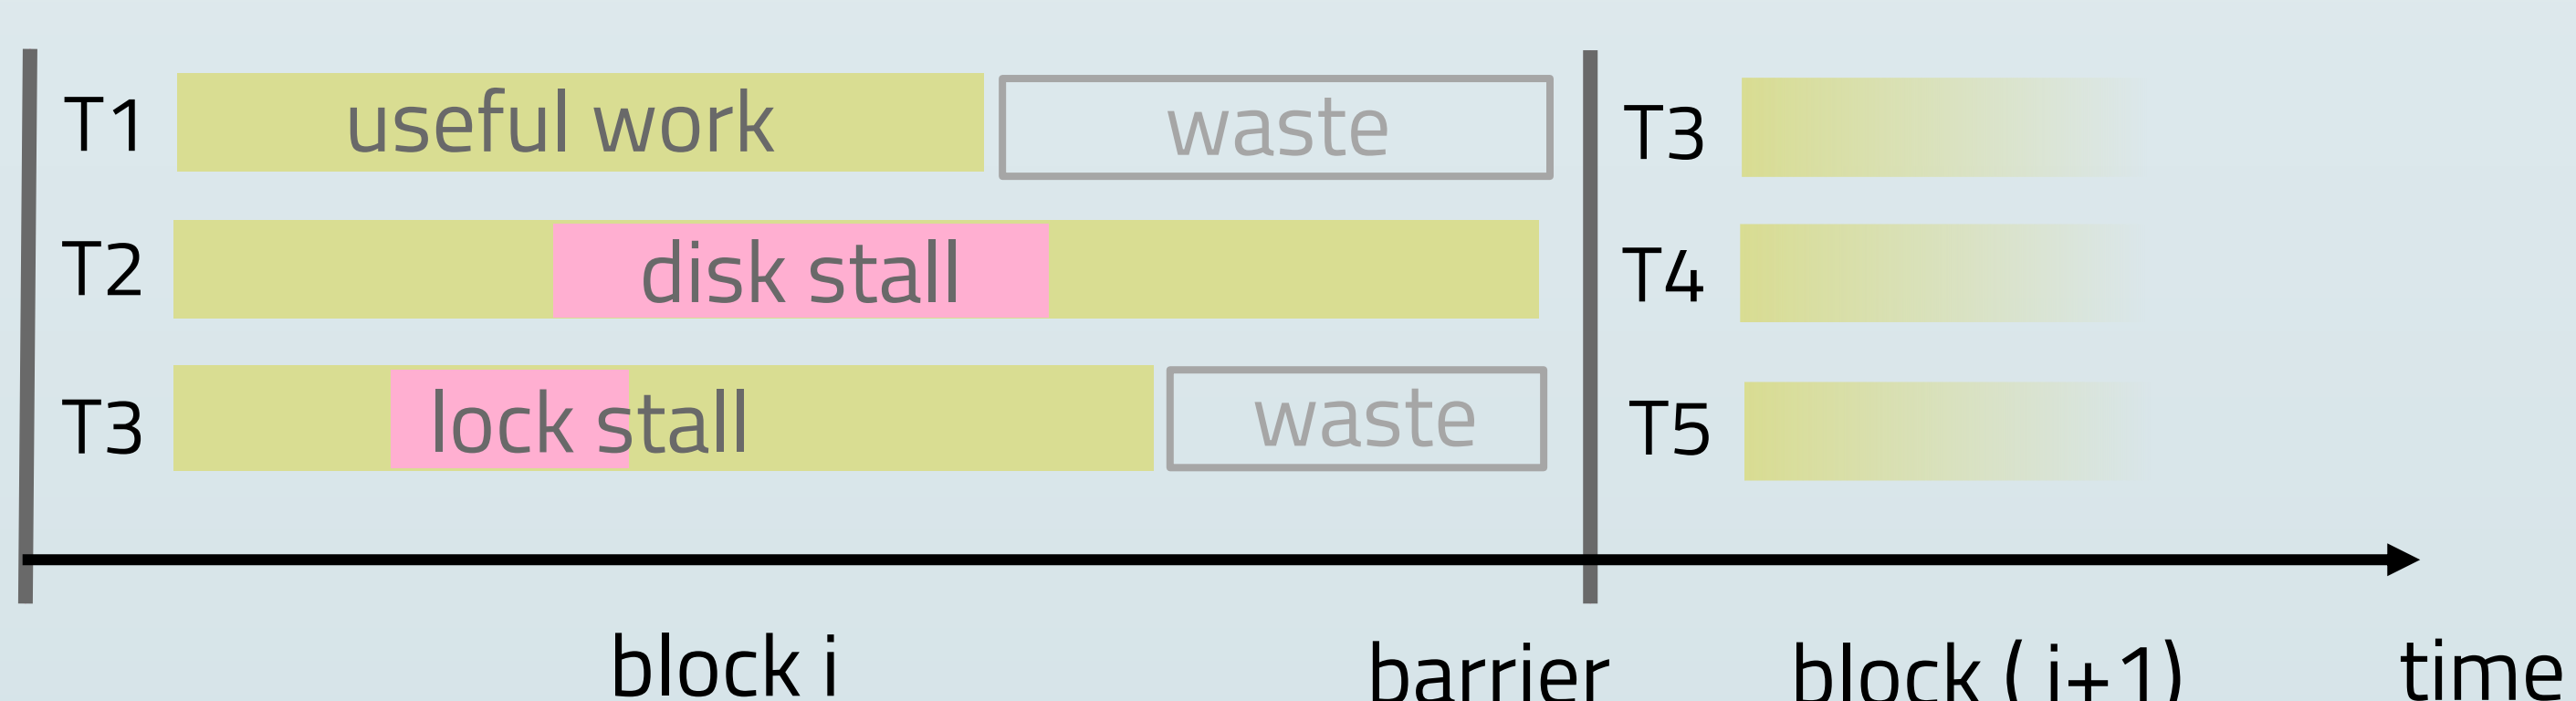 T1 useful work waste T3
T2 disk stall T4
T3 lock stall waste T5
block i barrier block ( i+1) time